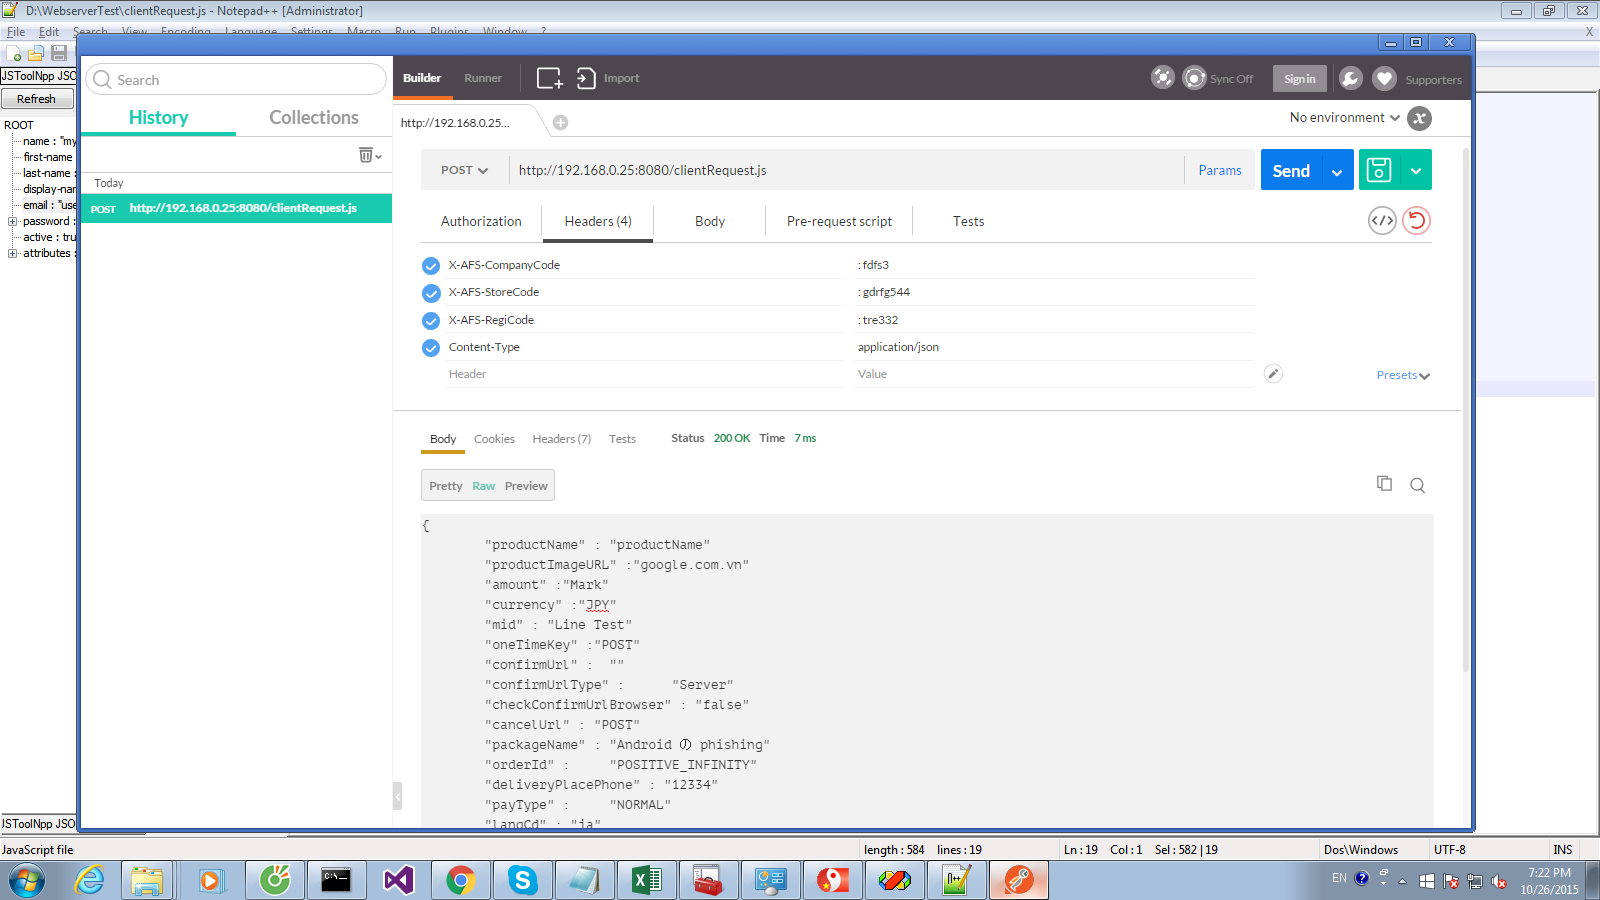 D:\WebserverTest\clientRequest.js - Notepad++ [Administrator]
File Edit Search View Encoding Language Settings Macro Run Plugins Window ? X
JSToolNpp JSO
Refresh
ROOT
name : "my
first-name
last-name :
display-nam
email : "use
password :
active : tru
attributes :
JSToolNpp JSO
Search
History Collections
Today
POST http://192.168.0.25:8080/clientRequest.js
Builder Runner Import Sync Off Sign in Supporters
http://192.168.0.25... No environment
POST http://192.168.0.25:8080/clientRequest.js Params Send
Authorization Headers (4) Body Pre-request script Tests
X-AFS-CompanyCode : fdfs3
X-AFS-StoreCode : gdrfg544
X-AFS-RegiCode : tre332
Content-Type application/json
Header Value Presets
Body Cookies Headers (7) Tests Status 200 OK Time 7 ms
Pretty Raw Preview
{
"productName" : "productName"
"productImageURL" :"google.com.vn"
"amount" :"Mark"
"currency" :"JPY"
"mid" : "Line Test"
"oneTimeKey" :"POST"
"confirmUrl" : ""
"confirmUrlType" : "Server"
"checkConfirmUrlBrowser" : "false"
"cancelUrl" : "POST"
"packageName" : "Android の phishing"
"orderId" : "POSITIVE_INFINITY"
"deliveryPlacePhone" : "12334"
"payType" : "NORMAL"
"langCd" : "ja"
JavaScript file length : 584 lines : 19 Ln : 19 Col : 1 Sel : 582 | 19 Dos\Windows UTF-8 INS
EN 7:22 PM
10/26/2015